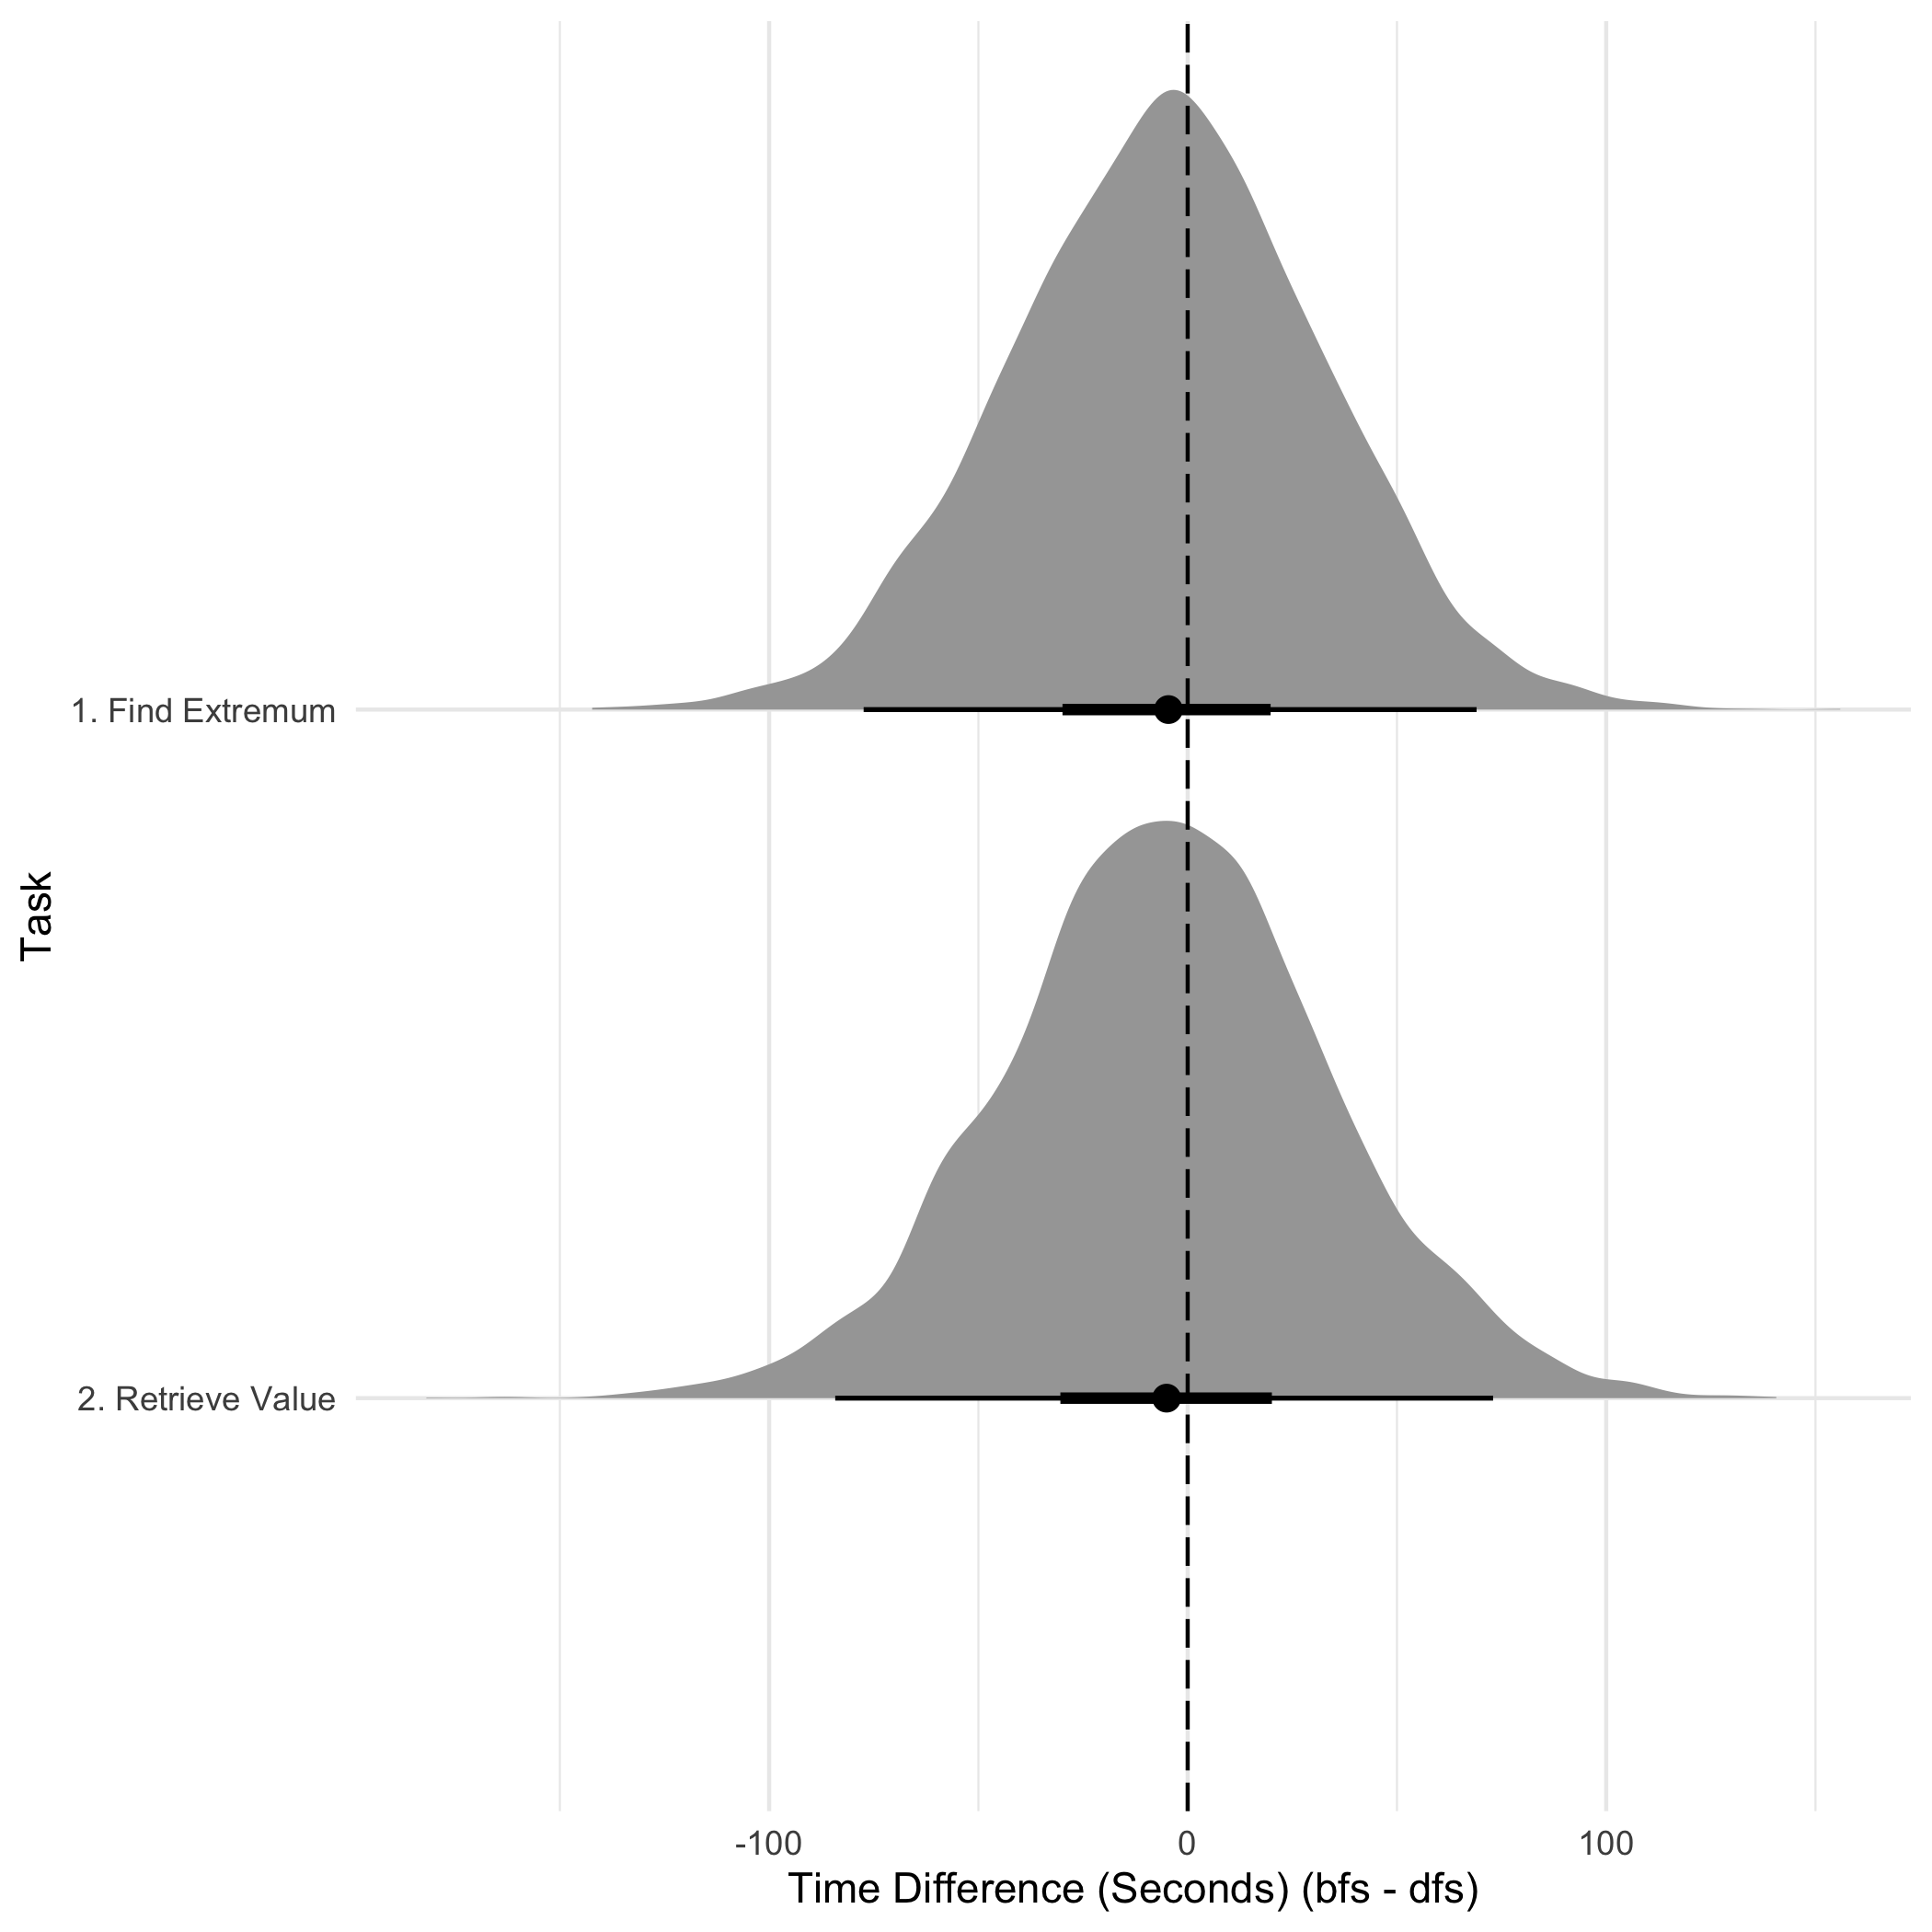 1. Find Extremum
Task
2. Retrieve Value
-100 0 100
Time Difference (Seconds) (bfs - dfs)